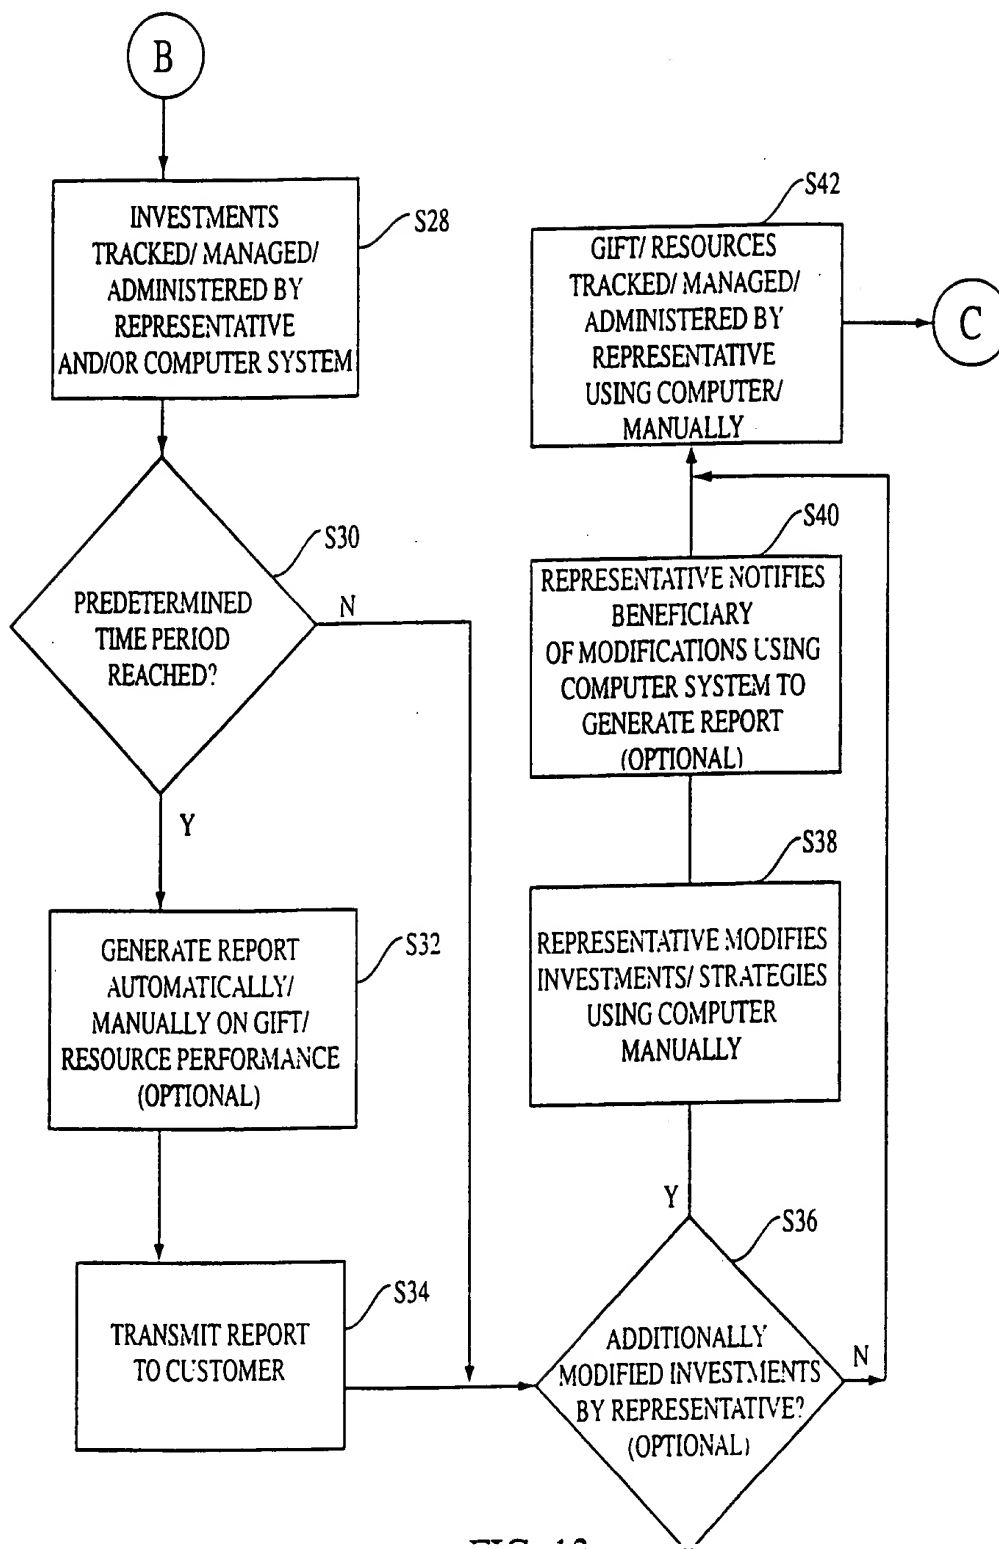 B
INVESTMENTS
TRACKED/ MANAGED/
ADMINISTERED BY
REPRESENTATIVE
AND/OR COMPUTER SYSTEM
S28
PREDETERMINED
TIME PERIOD
REACHED?
S30
N
Y
GENERATE REPORT
AUTOMATICALLY/
MANUALLY ON GIFT/
RESOURCE PERFORMANCE
(OPTIONAL)
S32
TRANSMIT REPORT
TO CUSTOMER
S34
ADDITIONALLY
MODIFIED INVESTMENTS
BY REPRESENTATIVE?
(OPTIONAL)
S36
N
Y
REPRESENTATIVE MODIFIES
INVESTMENTS/ STRATEGIES
USING COMPUTER
MANUALLY
S38
REPRESENTATIVE NOTIFIES
BENEFICIARY
OF MODIFICATIONS USING
COMPUTER SYSTEM TO
GENERATE REPORT
(OPTIONAL)
S40
GIFT/ RESOURCES
TRACKED/ MANAGED/
ADMINISTERED BY
REPRESENTATIVE
USING COMPUTER/
MANUALLY
S42
C